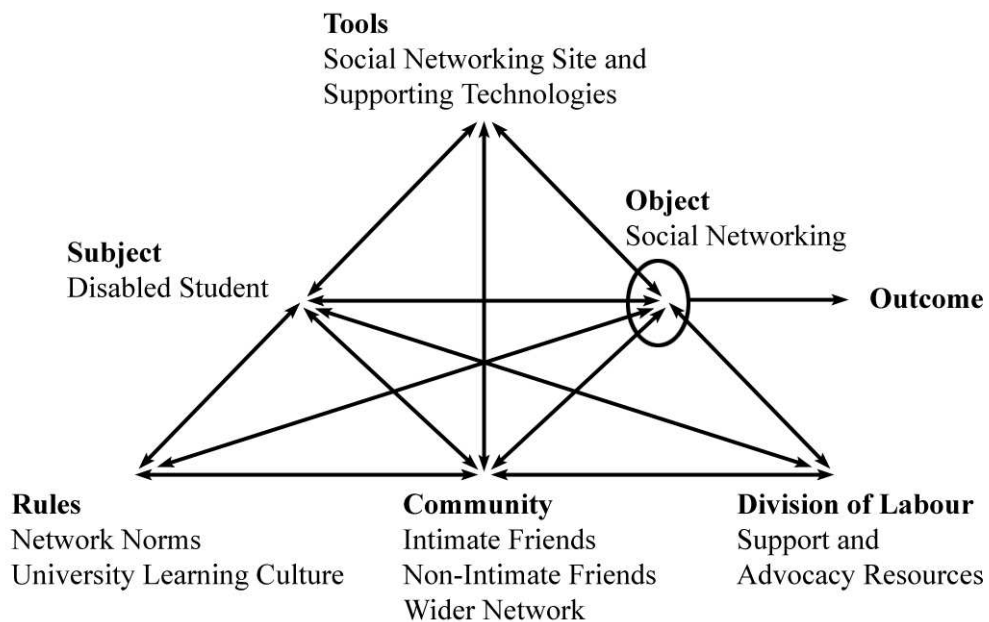 Tools
Social Networking Site and
Supporting Technologies
Object
Social Networking
Subject
Disabled Student
Outcome
Rules
Network Norms
University Learning Culture
Community
Intimate Friends
Non-Intimate Friends
Wider Network
Division of Labour
Support and
Advocacy Resources